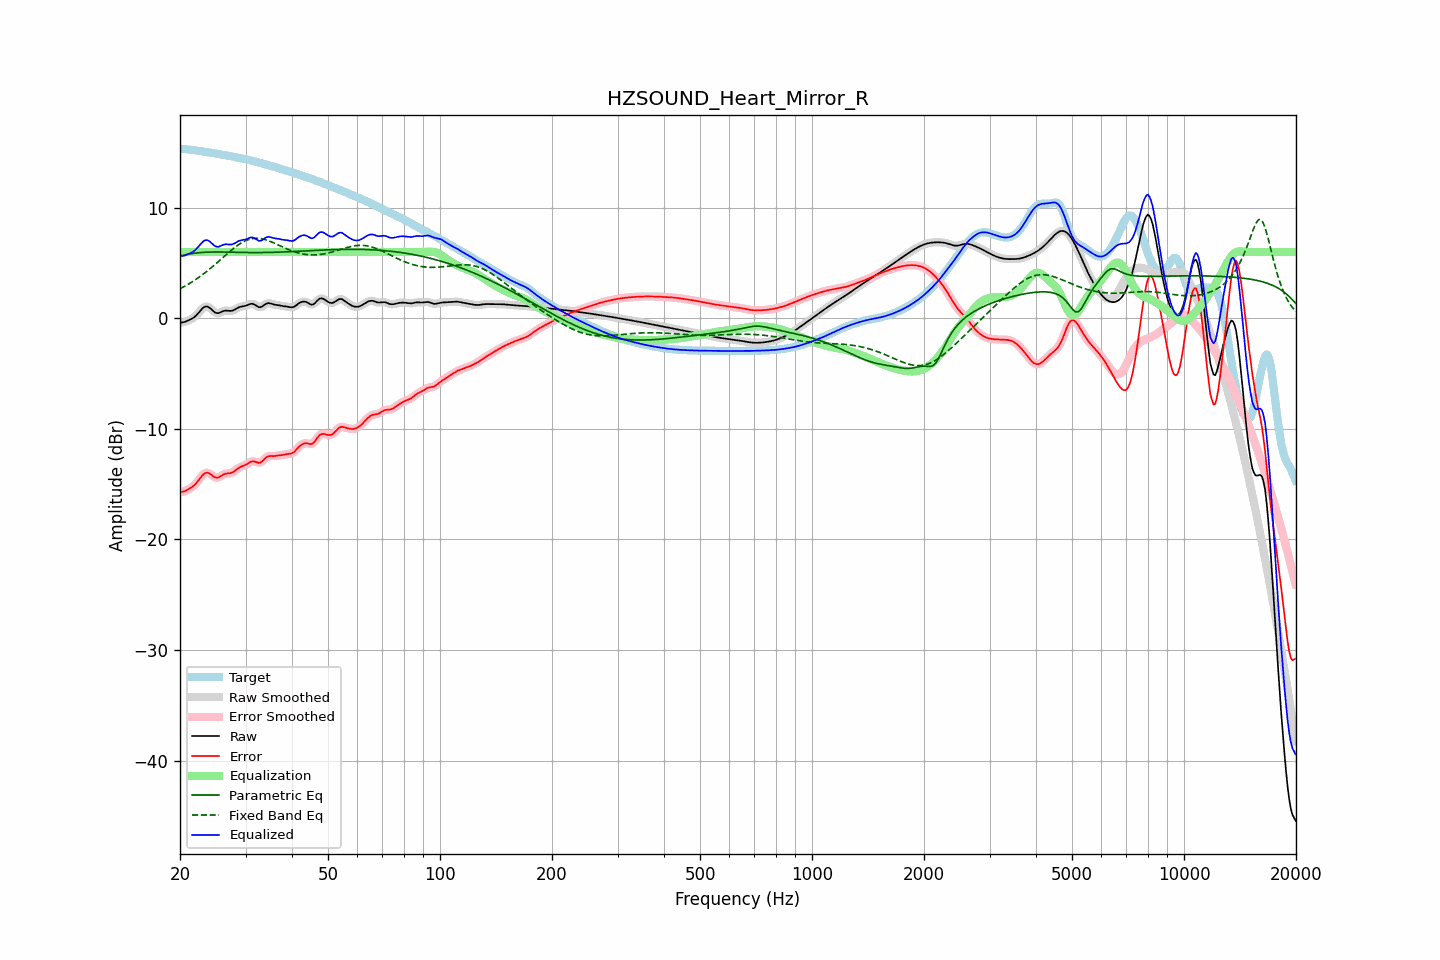 HZSOUND_Heart_Mirror_R
Amplitude (dBr)
10
0
−10
−20
−30
−40
Target
Raw Smoothed
Error Smoothed
Raw
Error
Equalization
Parametric Eq
Fixed Band Eq
Equalized
20 50 100 200 500 1000 2000 5000 10000 20000
Frequency (Hz)